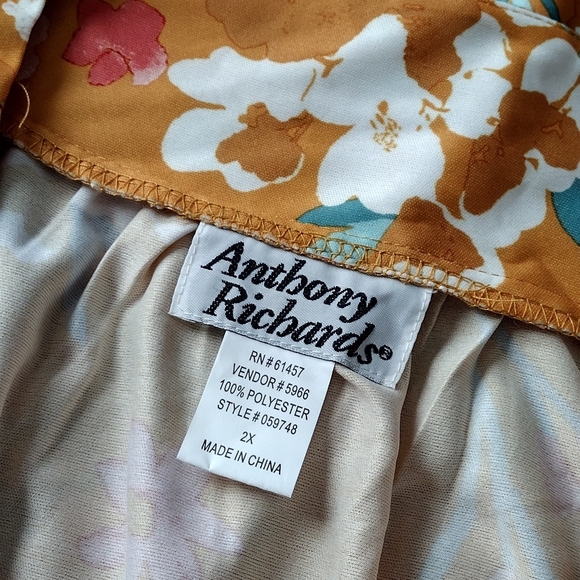 Anthony
Richards®
RN # 61457
VENDOR # 5966
100% POLYESTER
STYLE # 059748
2X
MADE IN CHINA